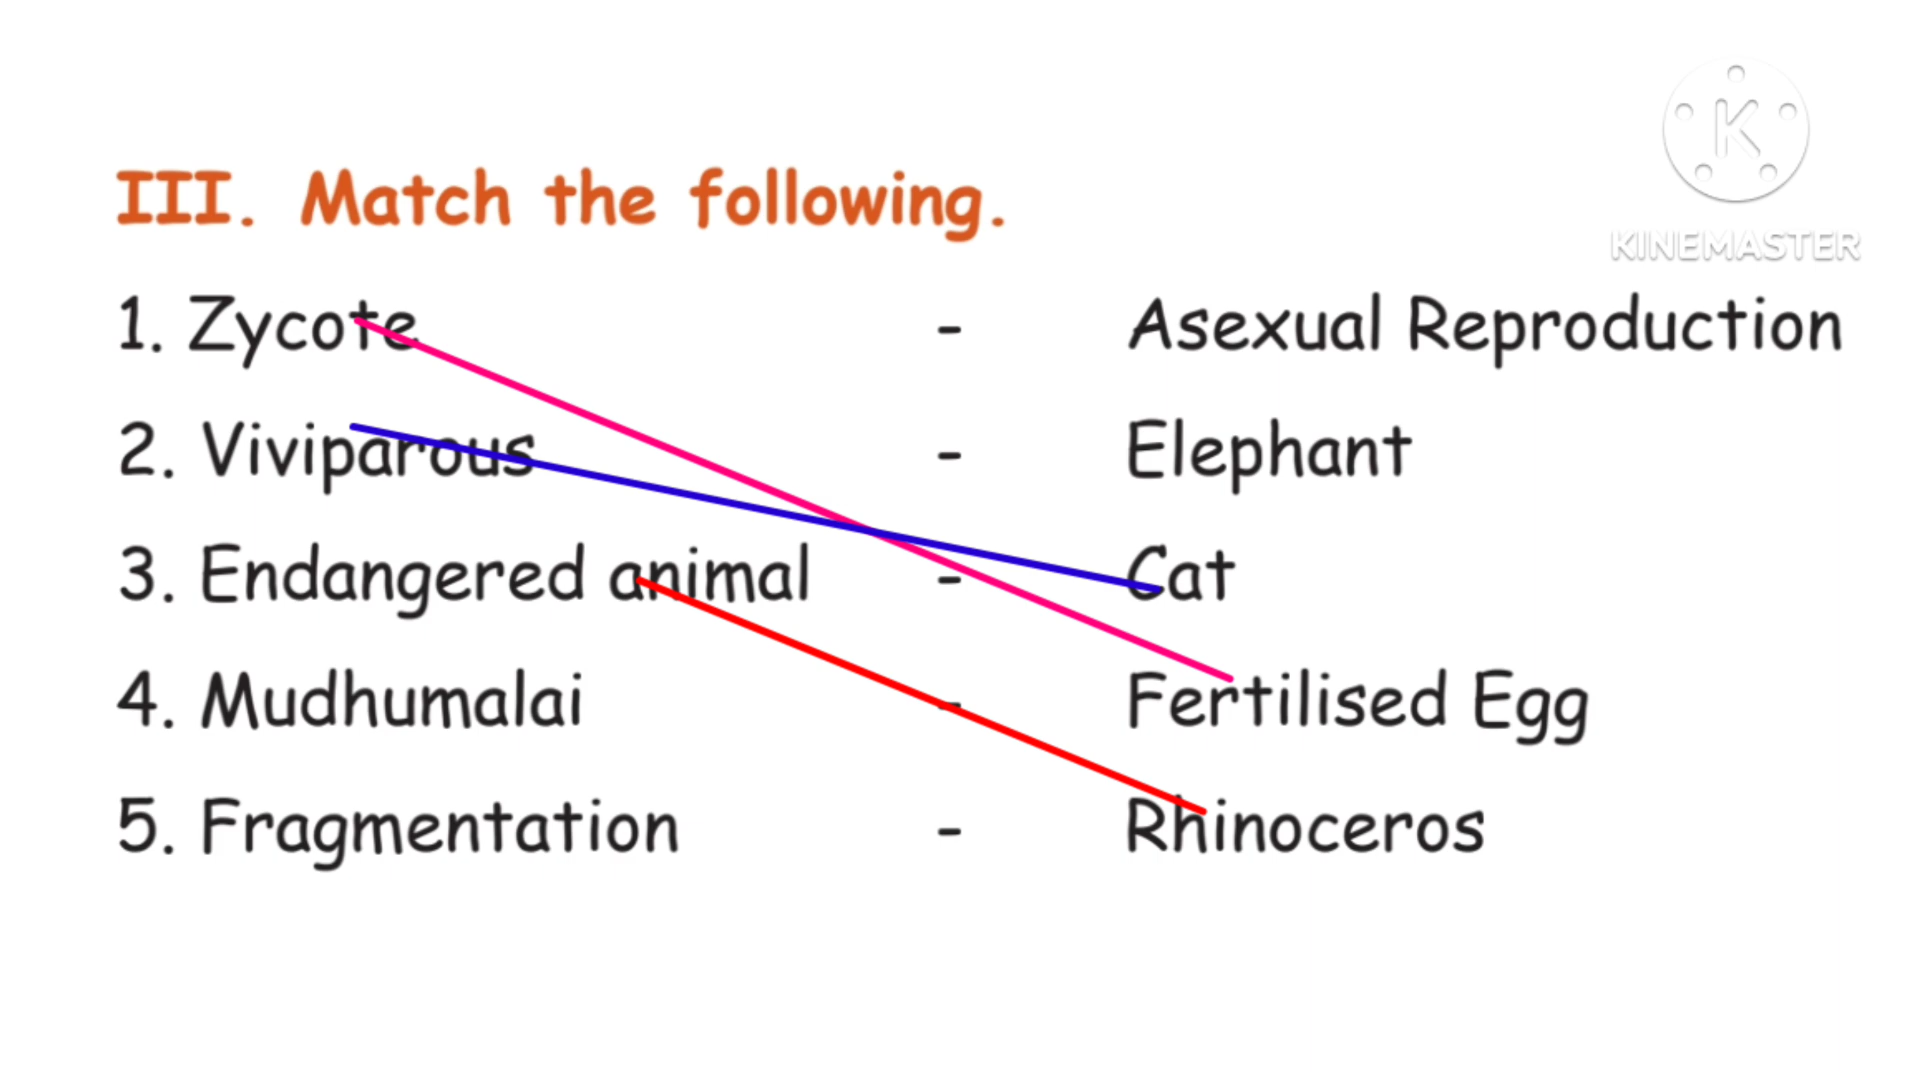 K
KINEMASTER
III. Match the following.
1. Zycote - Asexual Reproduction
2. Viviparous - Elephant
3. Endangered animal - Cat
4. Mudhumalai - Fertilised Egg
5. Fragmentation - Rhinoceros